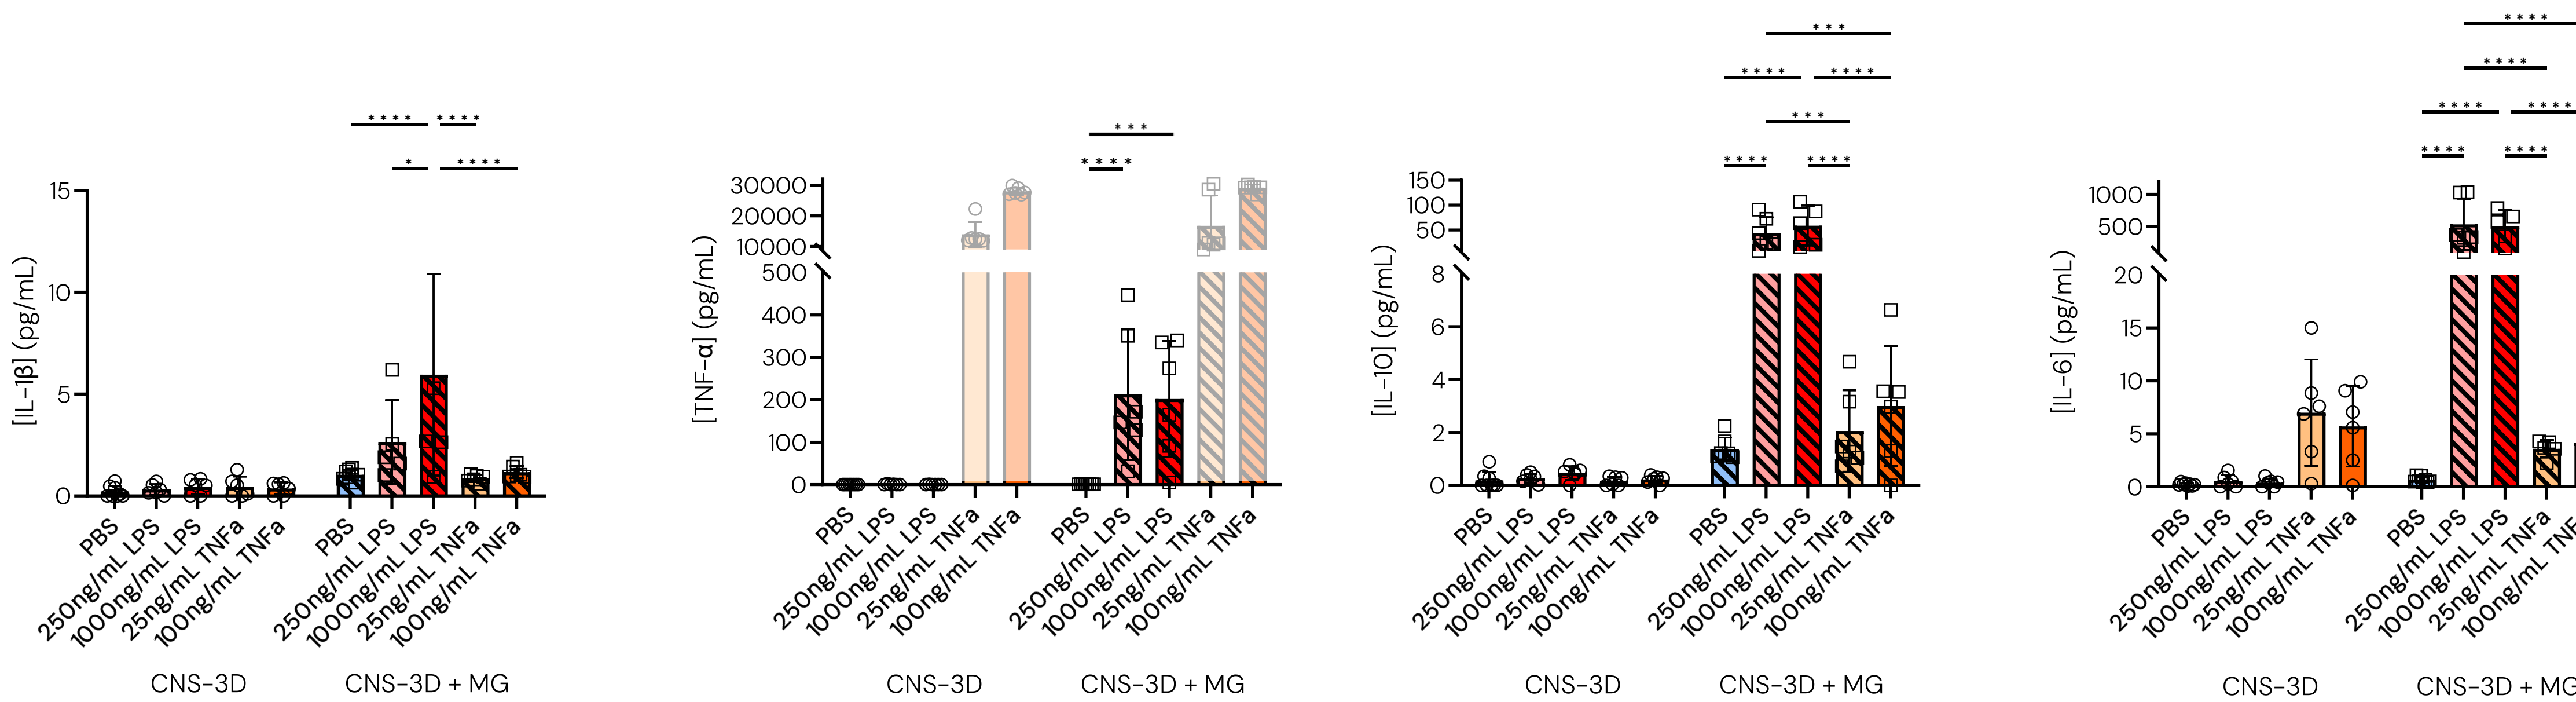 * * * * * * * *
* * * * *
15
10
5
0
[IL-1β] (pg/mL)
PBS
250ng/mL LPS
1000ng/mL LPS
25ng/mL TNFa
100ng/mL TNFa
PBS
250ng/mL LPS
1000ng/mL LPS
25ng/mL TNFa
100ng/mL TNFa
CNS-3D
CNS-3D + MG
* * *
* * * *
30000
20000
10000
500
400
300
200
100
0
[TNF-α] (pg/mL)
PBS
250ng/mL LPS
1000ng/mL LPS
25ng/mL TNFa
100ng/mL TNFa
PBS
250ng/mL LPS
1000ng/mL LPS
25ng/mL TNFa
100ng/mL TNFa
CNS-3D
CNS-3D + MG
* * *
* * * * * * * *
* * *
* * * * * * * *
150
100
50
8
6
4
2
0
[IL-10] (pg/mL)
PBS
250ng/mL LPS
1000ng/mL LPS
25ng/mL TNFa
100ng/mL TNFa
PBS
250ng/mL LPS
1000ng/mL LPS
25ng/mL TNFa
100ng/mL TNFa
CNS-3D
CNS-3D + MG
* * * *
* * * *
* * * * * * * *
* * * * * * * *
1000
500
20
15
10
5
0
[IL-6] (pg/mL)
PBS
250ng/mL LPS
1000ng/mL LPS
25ng/mL TNFa
100ng/mL TNFa
PBS
250ng/mL LPS
1000ng/mL LPS
25ng/mL TNFa
100ng/mL
CNS-3D
CNS-3D + MG